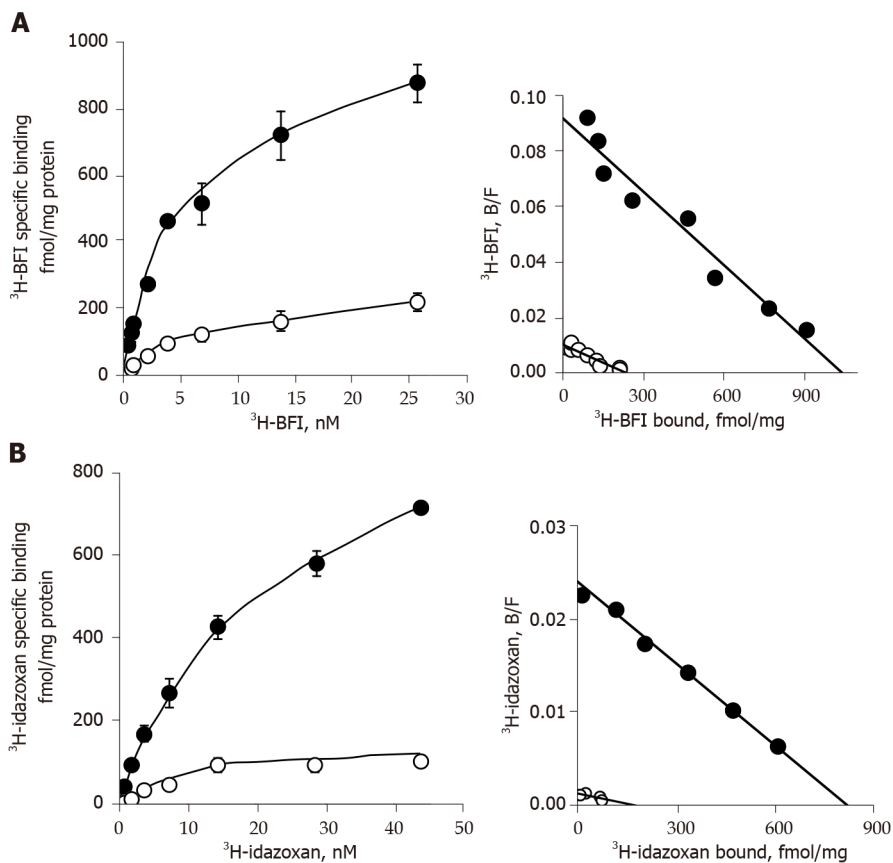 A
³H-BFI specific binding
fmol/mg protein
1000
800
600
400
200
0
0 5 10 15 20 25 30
³H-BFI, nM
³H-BFI, B/F
0.10
0.08
0.06
0.04
0.02
0.00
0 300 600 900
³H-BFI bound, fmol/mg
B
³H-idazoxan specific binding
fmol/mg protein
800
600
400
200
0
0 10 20 30 40 50
³H-idazoxan, nM
³H-idazoxan, B/F
0.03
0.02
0.01
0.00
0 300 600 900
³H-idazoxan bound, fmol/mg